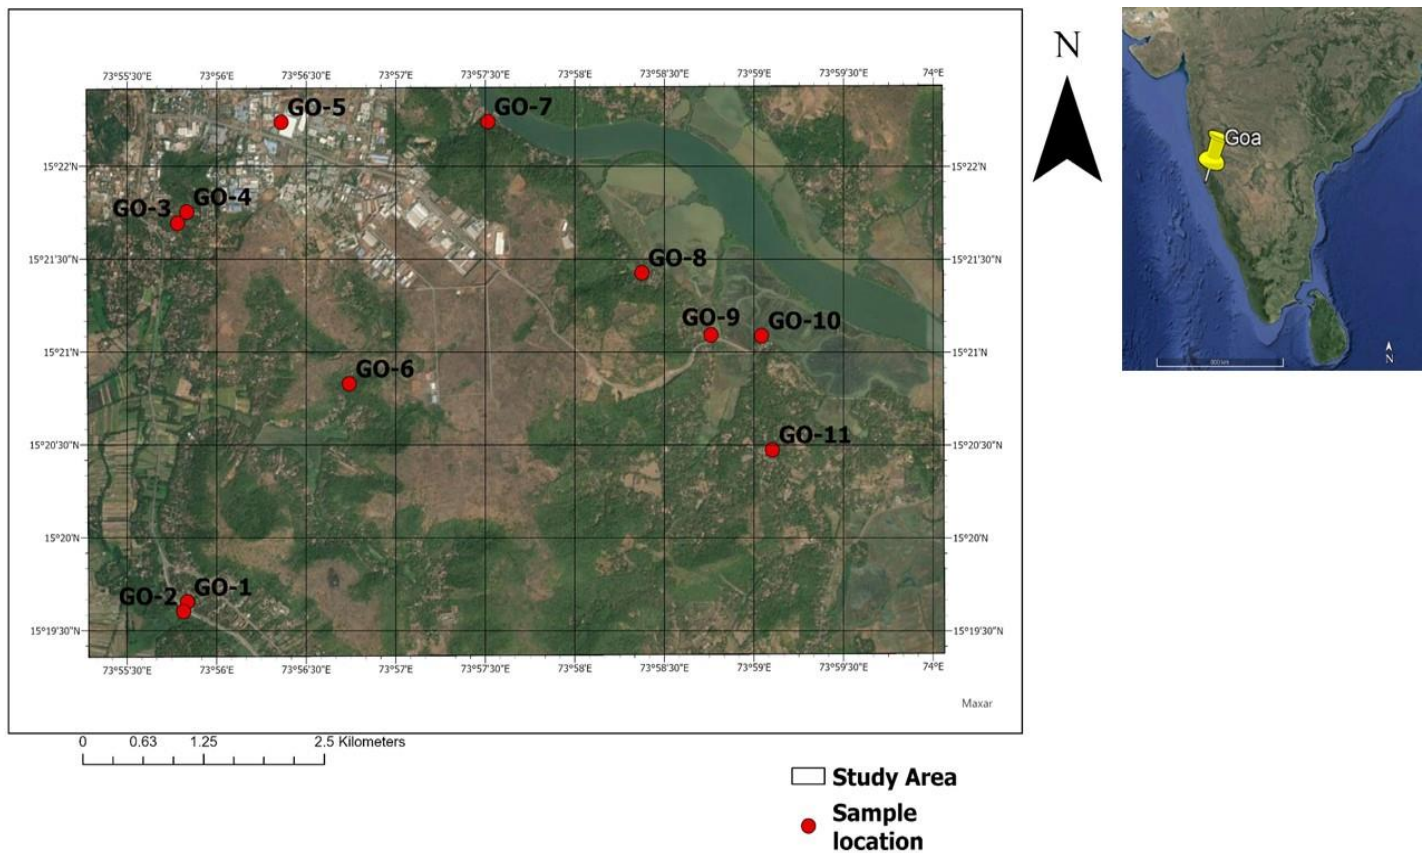 73°55'30"E 73°56'E 73°56'30"E 73°57'E 73°57'30"E 73°58'E 73°58'30"E 73°59'E 73°59'30"E 74°E
N
Goa
GO-5
GO-7
15°22'N
15°22'N
GO-4
GO-3
15°21'30"N
GO-8
15°21'30"N
GO-9
GO-10
15°21'N
15°21'N
GO-6
N
GO-11
15°20'30"N
15°20'30"N
15°20'N
15°20'N
GO-1
GO-2
15°19'30"N
15°19'30"N
73°55'30"E 73°56'E 73°56'30"E 73°57'E 73°57'30"E 73°58'E 73°58'30"E 73°59'E 73°59'30"E 74°E
Maxar
0 0.63 1.25 2.5 Kilometers
Study Area
Sample
location